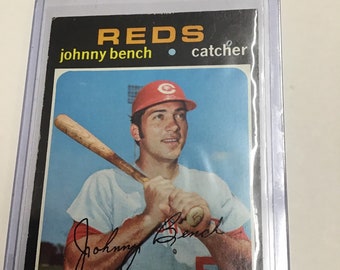 REDS
johnny bench • catcher
C
Johnny Bench